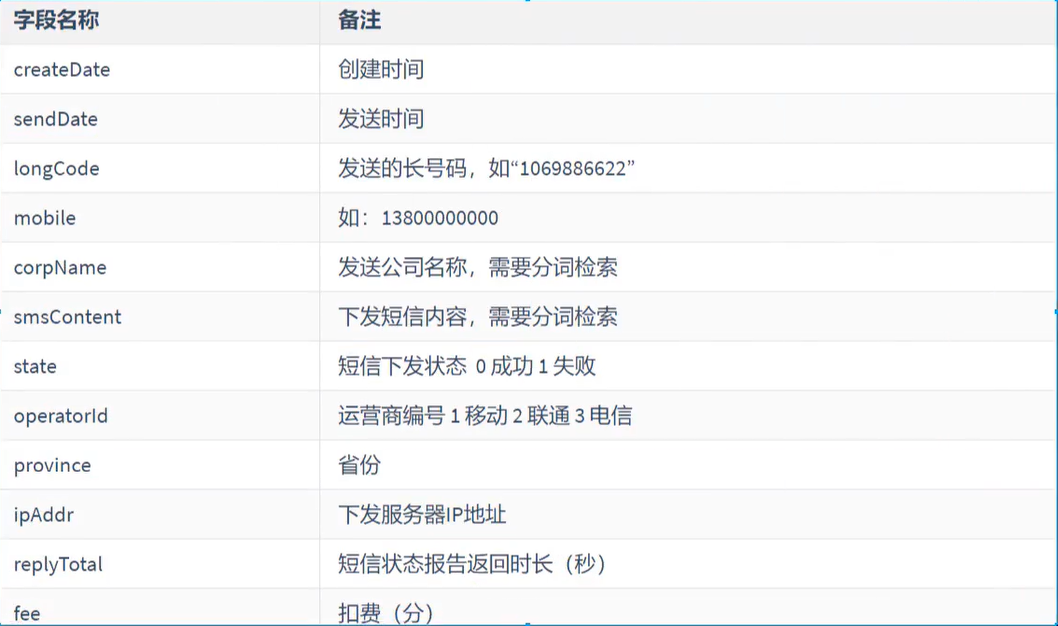 字段名称 备注
createDate 创建时间
sendDate 发送时间
longCode 发送的长号码，如“1069886622”
mobile 如：13800000000
corpName 发送公司名称，需要分词检索
smsContent 下发短信内容，需要分词检索
state 短信下发状态 0 成功 1 失败
operatorId 运营商编号 1 移动 2 联通 3 电信
province 省份
ipAddr 下发服务器IP地址
replyTotal 短信状态报告返回时长（秒）
fee 扣费（分）